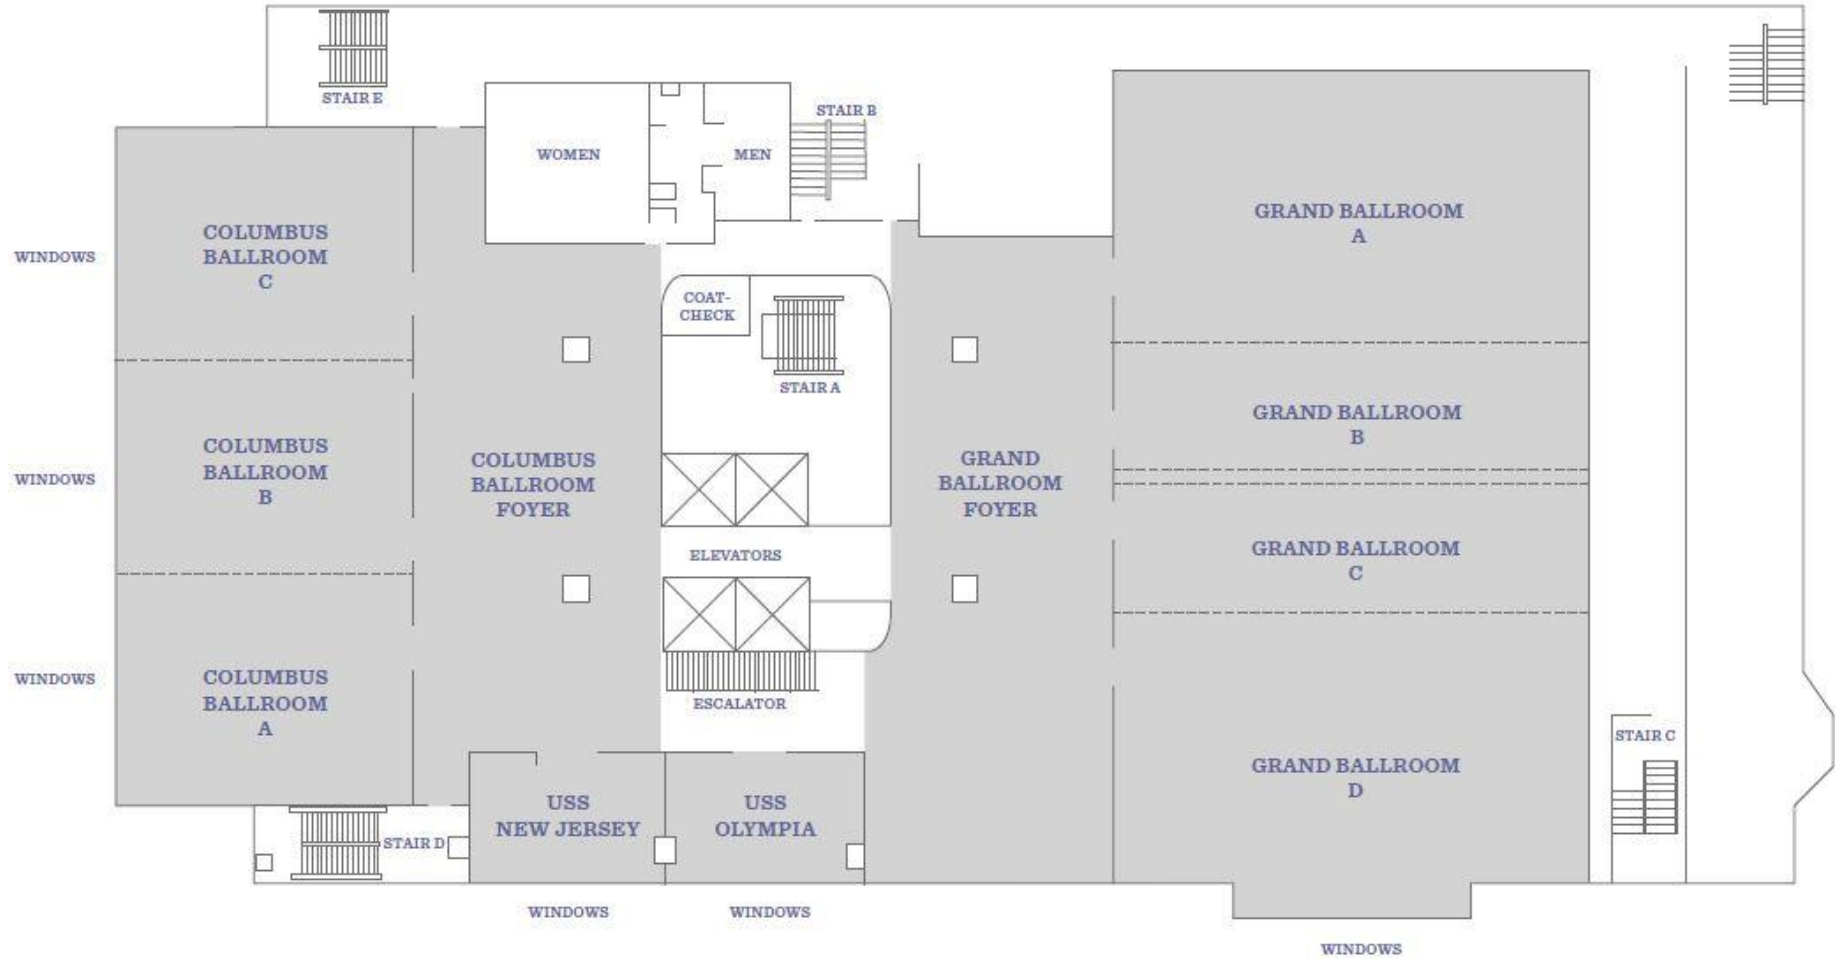 STAIR E
STAIR B
WOMEN
MEN
WINDOWS
COLUMBUS
BALLROOM
C
GRAND BALLROOM
A
COAT-
CHECK
STAIR A
WINDOWS
COLUMBUS
BALLROOM
B
COLUMBUS
BALLROOM
FOYER
GRAND
BALLROOM
FOYER
GRAND BALLROOM
B
ELEVATORS
GRAND BALLROOM
C
WINDOWS
COLUMBUS
BALLROOM
A
ESCALATOR
STAIR C
GRAND BALLROOM
D
STAIR D
USS
NEW JERSEY
USS
OLYMPIA
WINDOWS
WINDOWS
WINDOWS